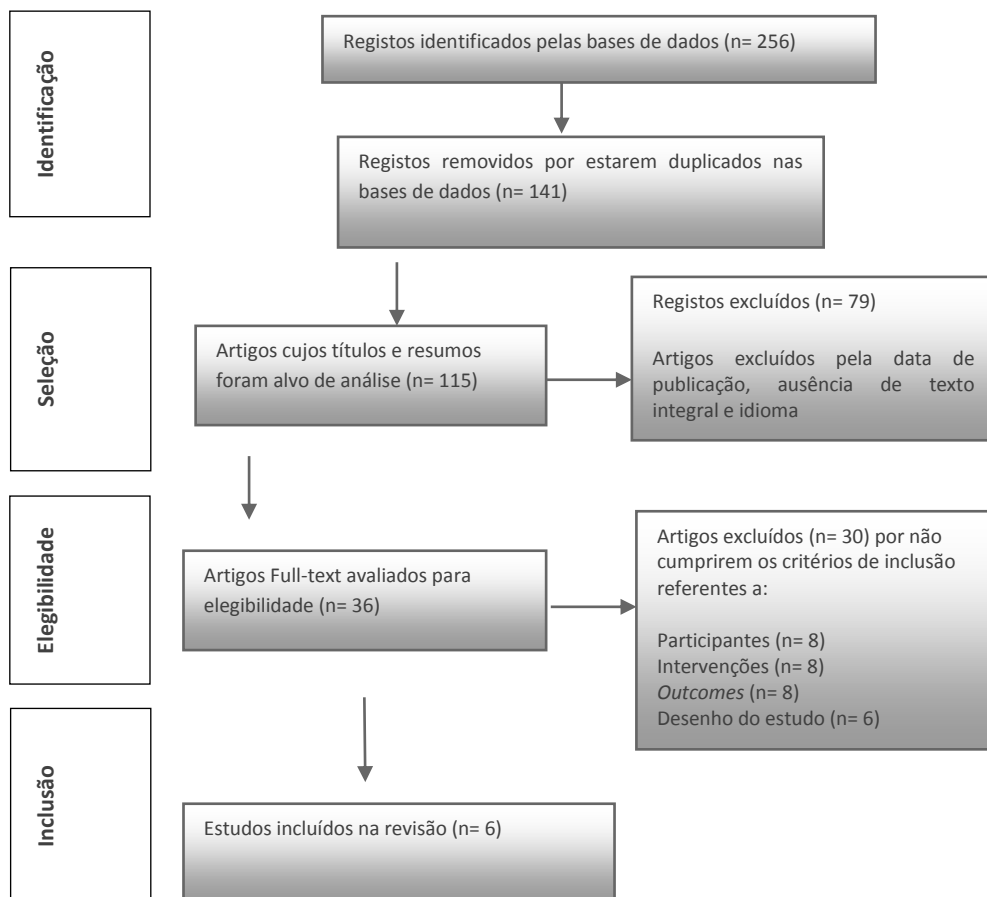 Identificação
Registos identificados pelas bases de dados (n= 256)
Registos removidos por estarem duplicados nas
bases de dados (n= 141)
Seleção
Artigos cujos títulos e resumos
foram alvo de análise (n= 115)
Registos excluídos (n= 79)
Artigos excluídos pela data de
publicação, ausência de texto
integral e idioma
Elegibilidade
Artigos Full-text avaliados para
elegibilidade (n= 36)
Artigos excluídos (n= 30) por não
cumprirem os critérios de inclusão
referentes a:
Participantes (n= 8)
Intervenções (n= 8)
Outcomes (n= 8)
Desenho do estudo (n= 6)
Inclusão
Estudos incluídos na revisão (n= 6)